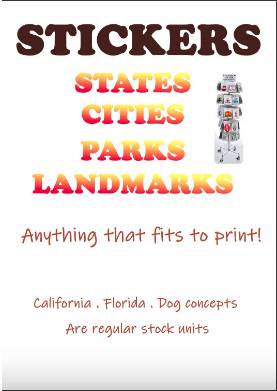 STICKERS
STATES
CITIES
PARKS
LANDMARKS
Anything that fits to print!
California . Florida . Dog concepts
Are regular stock units